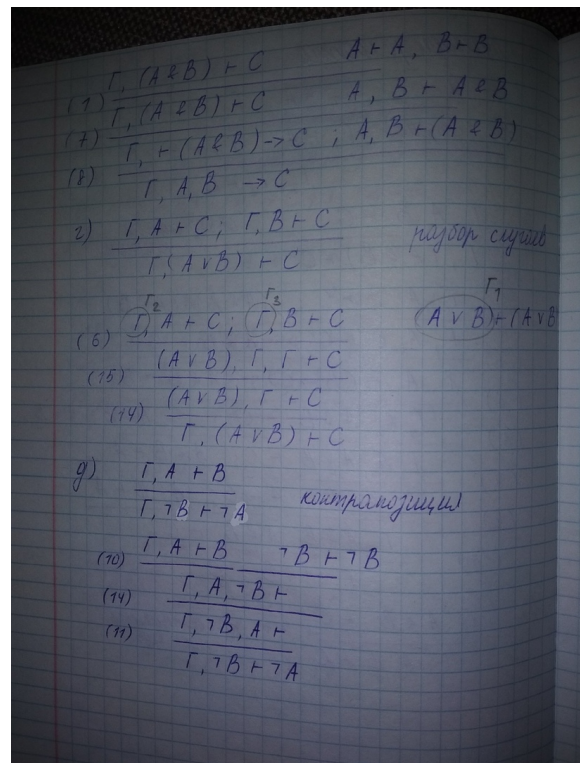 Γ, (A & B) ⊢ C A ⊢ A, B ⊢ B
(1) Γ, (A & B) ⊢ C A, B ⊢ A & B
(7) Γ, ⊢ (A & B) → C ; A, B ⊢ (A & B)
(8) Γ, A, B → C
г) Γ, A ⊢ C ; Γ, B ⊢ C разбор случаев
Γ, (A ∨ B) ⊢ C
Γ2 Γ3 Γ1
(6) Γ, A ⊢ C ; Γ, B ⊢ C (A ∨ B) ⊢ (A ∨ B
(15) (A ∨ B), Γ, Γ ⊢ C
(14) (A ∨ B), Γ ⊢ C
Γ, (A ∨ B) ⊢ C
д) Γ, A ⊢ B
Γ, ¬B ⊢ ¬A контрапозиция
(10) Γ, A ⊢ B ¬B ⊢ ¬B
(14) Γ, A, ¬B ⊢
(11) Γ, ¬B, A ⊢
Γ, ¬B ⊢ ¬A